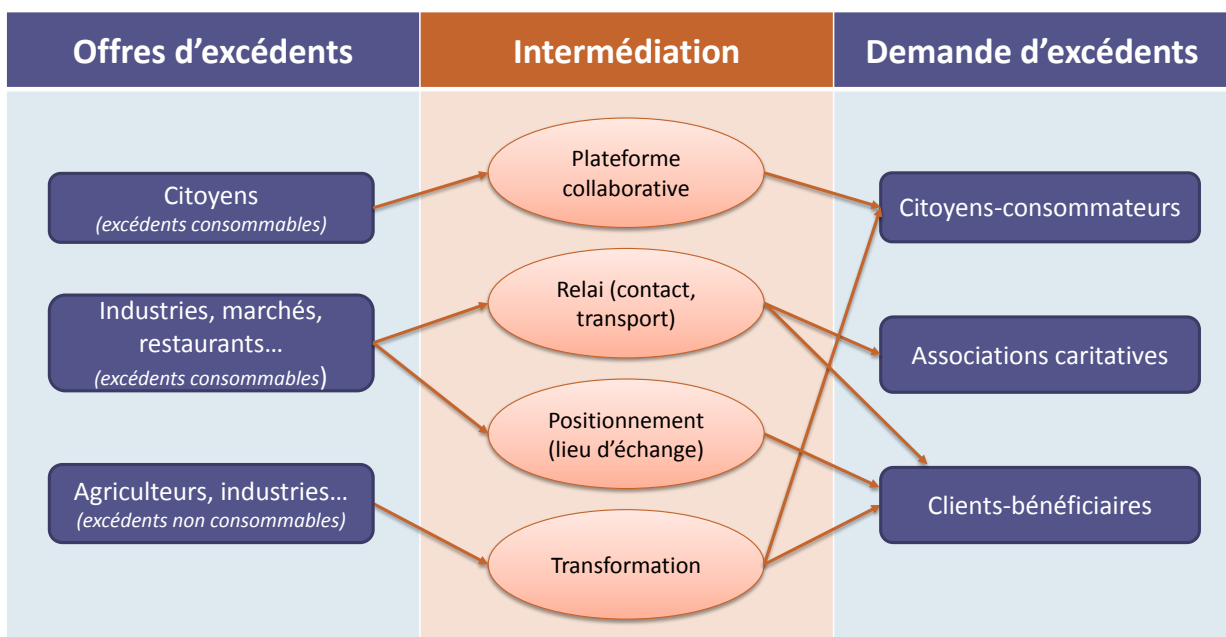 Offres d’excédents
Intermédiation
Demande d’excédents
Citoyens
(excédents consommables)
Industries, marchés,
restaurants…
(excédents consommables)
Agriculteurs, industries…
(excédents non consommables)
Plateforme
collaborative
Relai (contact,
transport)
Positionnement
(lieu d’échange)
Transformation
Citoyens-consommateurs
Associations caritatives
Clients-bénéficiaires